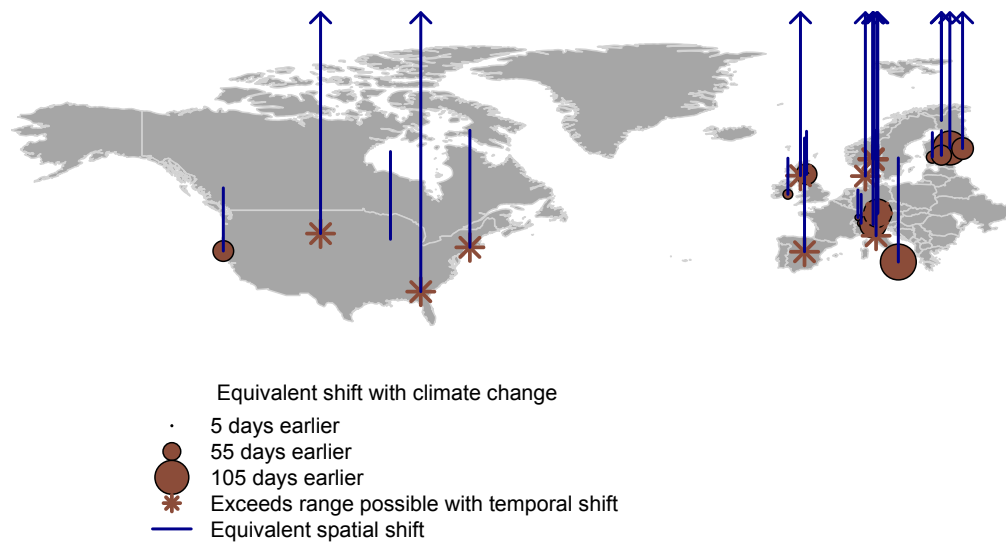 Equivalent shift with climate change
5 days earlier
55 days earlier
105 days earlier
Exceeds range possible with temporal shift
Equivalent spatial shift